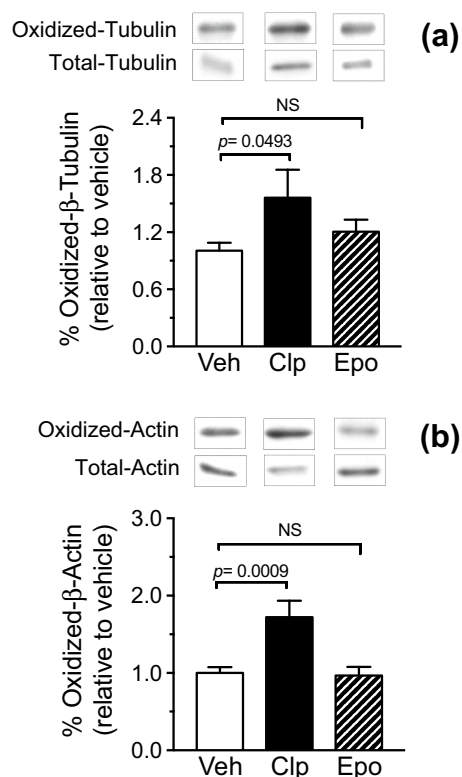 Oxidized-Tubulin
(a)
Total-Tubulin
NS
p= 0.0493
2.4
1.8
1.2
0.6
0.0
% Oxidized-β-Tubulin
(relative to vehicle)
Veh Clp Epo
Oxidized-Actin
(b)
Total-Actin
NS
p= 0.0009
3.0
2.0
1.0
0.0
% Oxidized-β-Actin
(relative to vehicle)
Veh Clp Epo